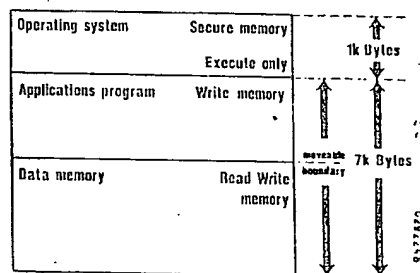 Operating system Secure memory
1k Bytes
Execute only
Applications program Write memory
moveable
boundary
7k Bytes
Data memory Read Write
memory